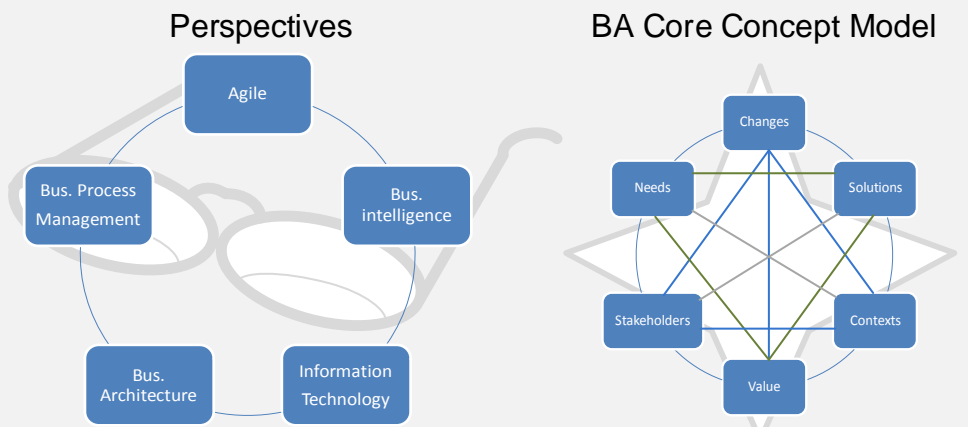 Perspectives
Agile
Bus. Process
Management
Bus.
intelligence
Bus.
Architecture
Information
Technology
BA Core Concept Model
Changes
Needs
Solutions
Stakeholders
Contexts
Value